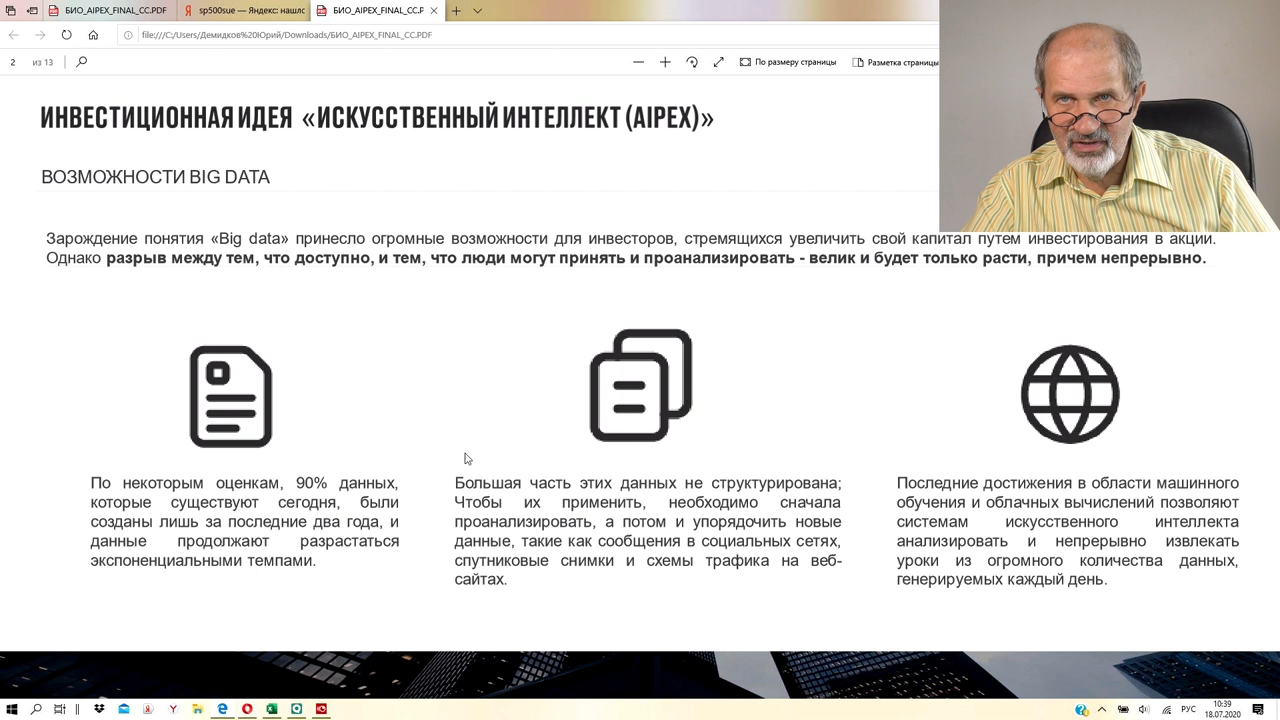 БИО_AIPEX_FINAL_CC.PDF
sp500sue — Яндекс: нашлс
БИО_AIPEX_FINAL_CC.P
file:///C:/Users/Демидков%20Юрий/Downloads/БИО_AIPEX_FINAL_CC.PDF
2 из 13
По размеру страницы
Разметка страницы
ИНВЕСТИЦИОННАЯ ИДЕЯ «ИСКУССТВЕННЫЙ ИНТЕЛЛЕКТ (AIPEX)»
ВОЗМОЖНОСТИ BIG DATA
Зарождение понятия «Big data» принесло огромные возможности для инвесторов, стремящихся увеличить свой капитал путем инвестирования в акции.
Однако разрыв между тем, что доступно, и тем, что люди могут принять и проанализировать - велик и будет только расти, причем непрерывно.
По некоторым оценкам, 90% данных,
которые существуют сегодня, были
созданы лишь за последние два года, и
данные продолжают разрастаться
экспоненциальными темпами.
Большая часть этих данных не структурирована;
Чтобы их применить, необходимо сначала
проанализировать, а потом и упорядочить новые
данные, такие как сообщения в социальных сетях,
спутниковые снимки и схемы трафика на веб-
сайтах.
Последние достижения в области машинного
обучения и облачных вычислений позволяют
системам искусственного интеллекта
анализировать и непрерывно извлекать
уроки из огромного количества данных,
генерируемых каждый день.
РУС
10:39
18.07.2020